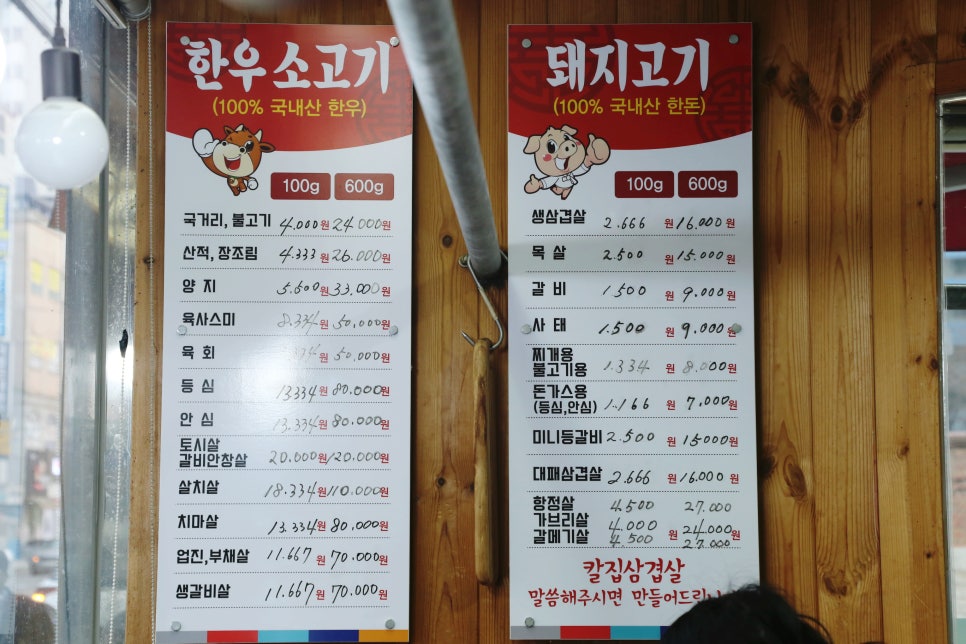 한우 소고기
(100% 국내산 한우)
100g 600g
국거리, 불고기 4.000원 24.000원
산적, 장조림 4.333원 26.000원
양 지 5.600원 33.000원
육사스미 8.334원 50.000원
육 회 원 50.000원
등 심 13334원 80.000원
안 심 13.334원 80.000원
토시살
갈비안창살 20.000원 120.000원
살치살 18.334원 110.000원
치마살 13.334원 80.000원
업진,부채살 11.667원 70.000원
생갈비살 11.667원 70.000원
돼지고기
(100% 국내산 한돈)
100g 600g
생삼겹살 2.666원 16.000원
목 살 2.500원 15.000원
갈 비 1500원 9.000원
사 태 1.500원 9.000원
찌개용
불고기용 1.334원 8.000원
돈가스용
(등심,안심) 1.166원 7.000원
미니등갈비 2.500원 15000원
대패삼겹살 2.666원 16.000원
항정살 4.500 27.000
가브리살 4.000원 24.000원
갈메기살 4.500 27.000
칼집삼겹살
말씀해주시면 만들어드리